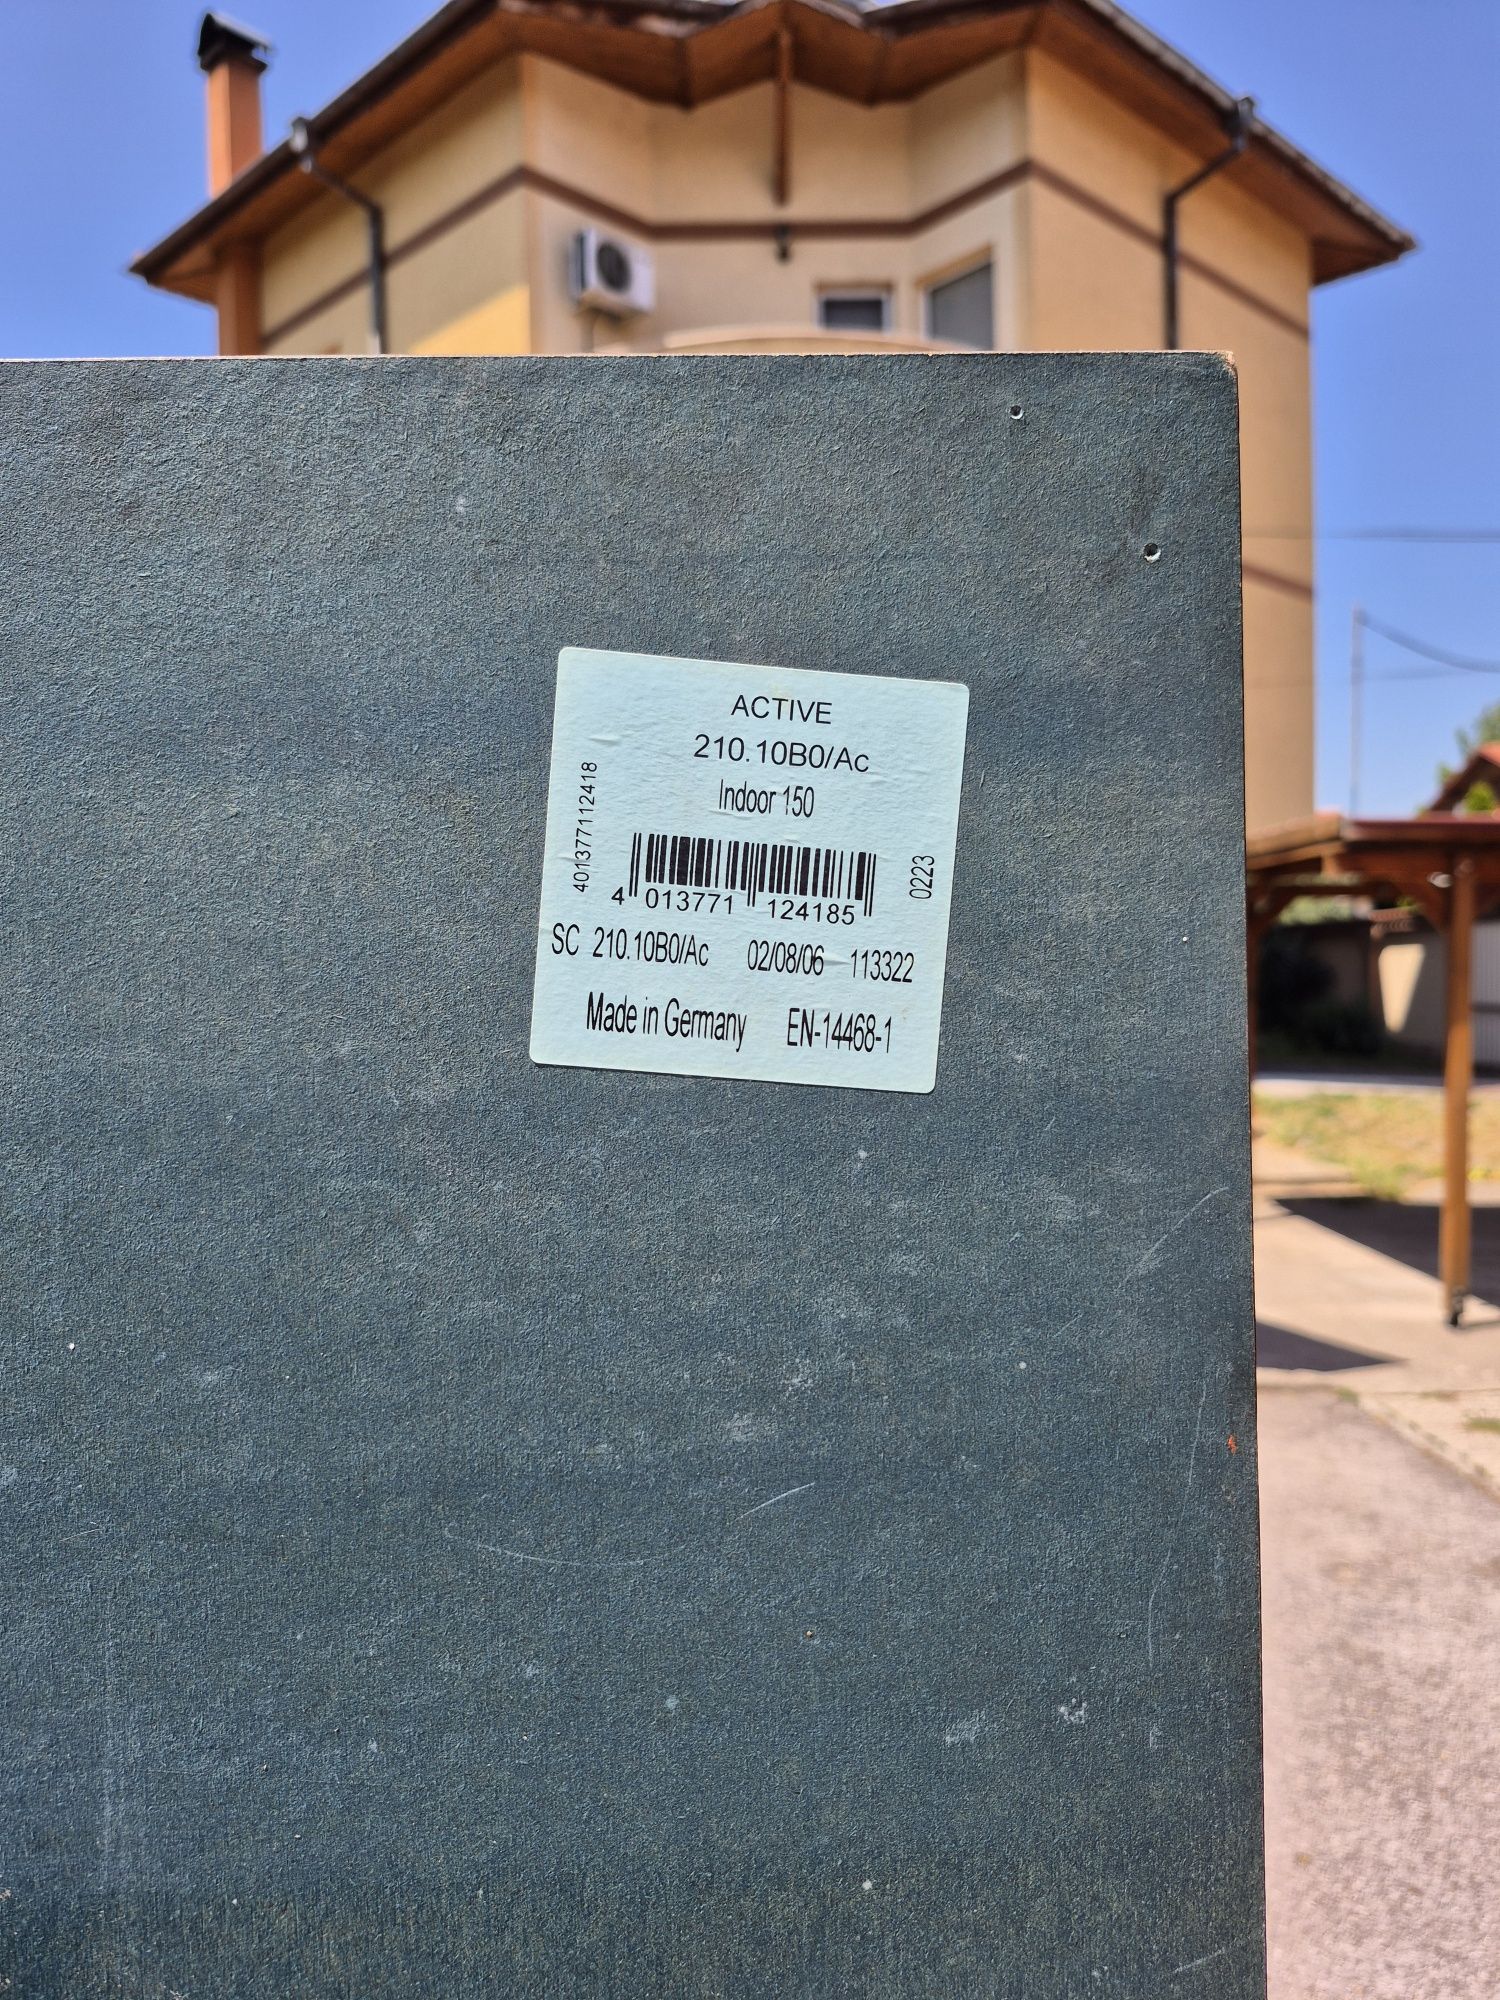 ACTIVE
210.10B0/Ac
Indoor 150
401377112418
4 013771 124185
0223
SC 210.10B0/Ac 02/08/06 113322
Made in Germany EN-14468-1